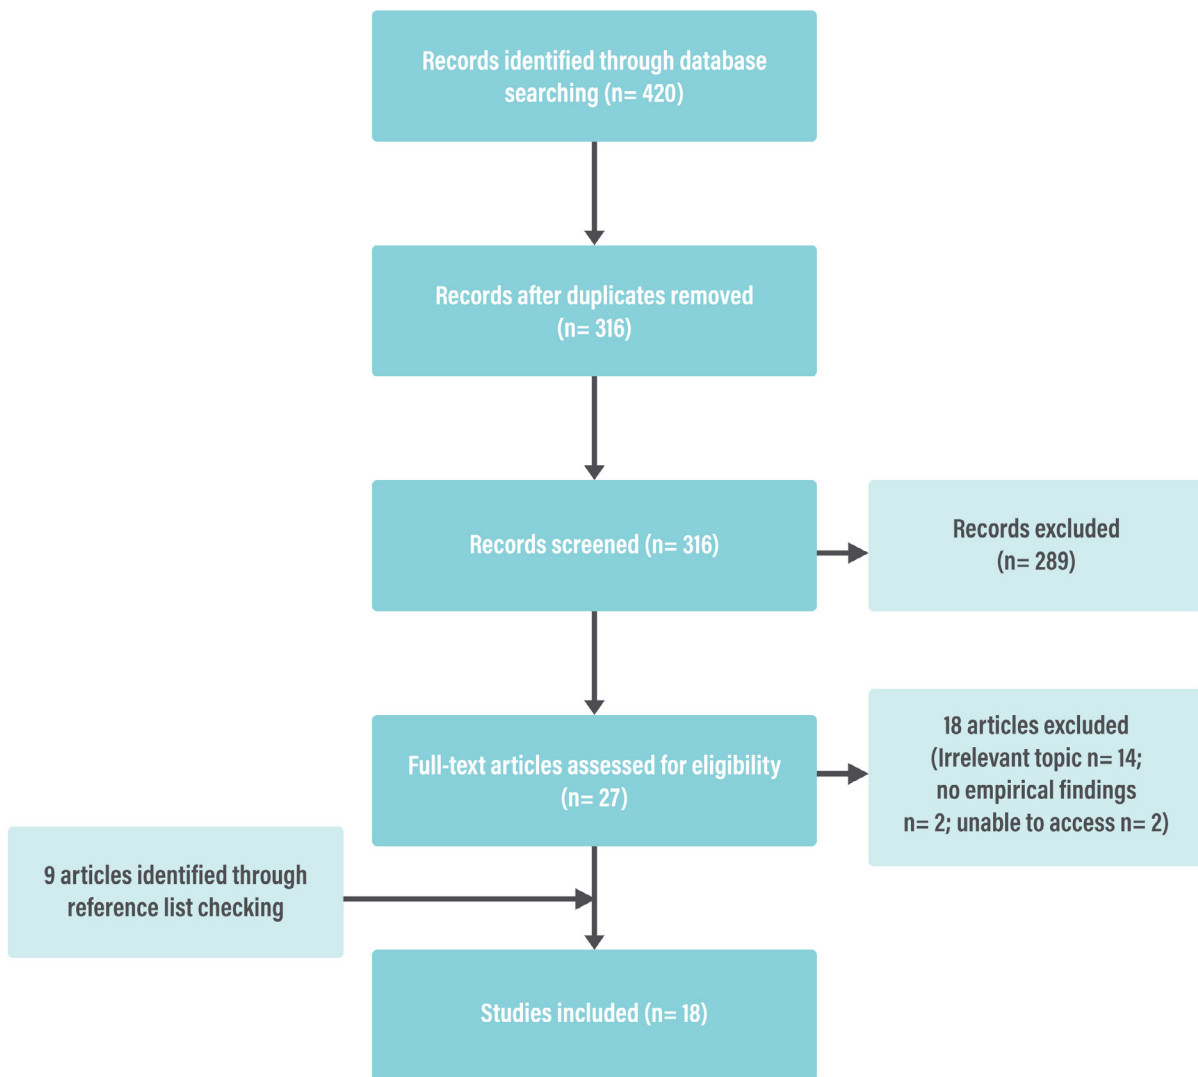 Records identified through database
searching (n= 420)
Records after duplicates removed
(n= 316)
Records screened (n= 316)
Records excluded
(n= 289)
Full-text articles assessed for eligibility
(n= 27)
18 articles excluded
(Irrelevant topic n= 14;
no empirical findings
n= 2; unable to access n= 2)
9 articles identified through
reference list checking
Studies included (n= 18)